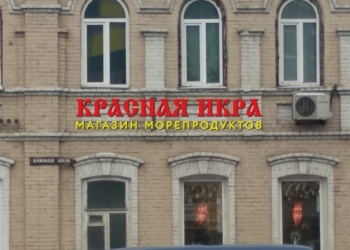 КРАСНАЯ ИКРА
МАГАЗИН МОРЕПРОДУКТОВ